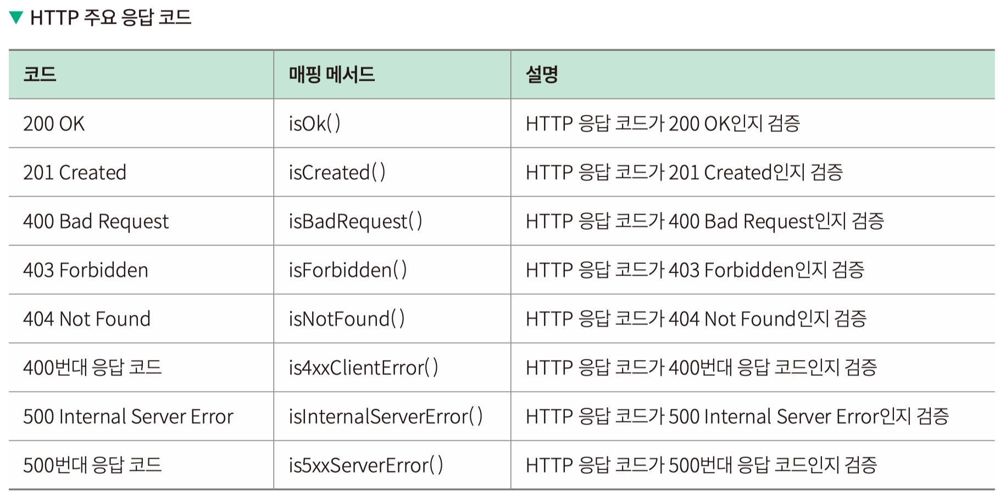 ▼ HTTP 주요 응답 코드
코드 매핑 메서드 설명
200 OK isOk() HTTP 응답 코드가 200 OK인지 검증
201 Created isCreated() HTTP 응답 코드가 201 Created인지 검증
400 Bad Request isBadRequest() HTTP 응답 코드가 400 Bad Request인지 검증
403 Forbidden isForbidden() HTTP 응답 코드가 403 Forbidden인지 검증
404 Not Found isNotFound() HTTP 응답 코드가 404 Not Found인지 검증
400번대 응답 코드 is4xxClientError() HTTP 응답 코드가 400번대 응답 코드인지 검증
500 Internal Server Error isInternalServerError() HTTP 응답 코드가 500 Internal Server Error인지 검증
500번대 응답 코드 is5xxServerError() HTTP 응답 코드가 500번대 응답 코드인지 검증